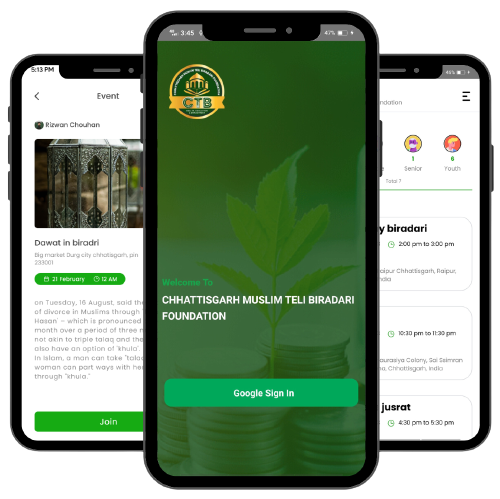 5:13 PM
Event
Rizwan Chouhan
Dawat in biradri
Big market Durg city chhattisgarh, pin
233001
21 February 12 AM
on Tuesday, 16 August, said the
of divorce in Muslims through
Hasan' – which is pronounced
month over a period of three
not akin to triple talaq and the
also have an option of 'khula'.
In Islam, a man can take "talaq
woman can part ways with her
through "khula."
Join
3:45
47%
CTB
Welcome To
CHHATTISGARH MUSLIM TELI BIRADARI
FOUNDATION
Google Sign In
45%
ndation
1 6
Senior Youth
Total 7
y biradari
2:00 pm to 3:00 pm
aipur Chhattisgarh, Raipur,
ndia
10:30 pm to 11:30 pm
aurasiya Colony, Sai Simran
na, Chhattisgarh, India
jusrat
4:30 pm to 5:30 pm